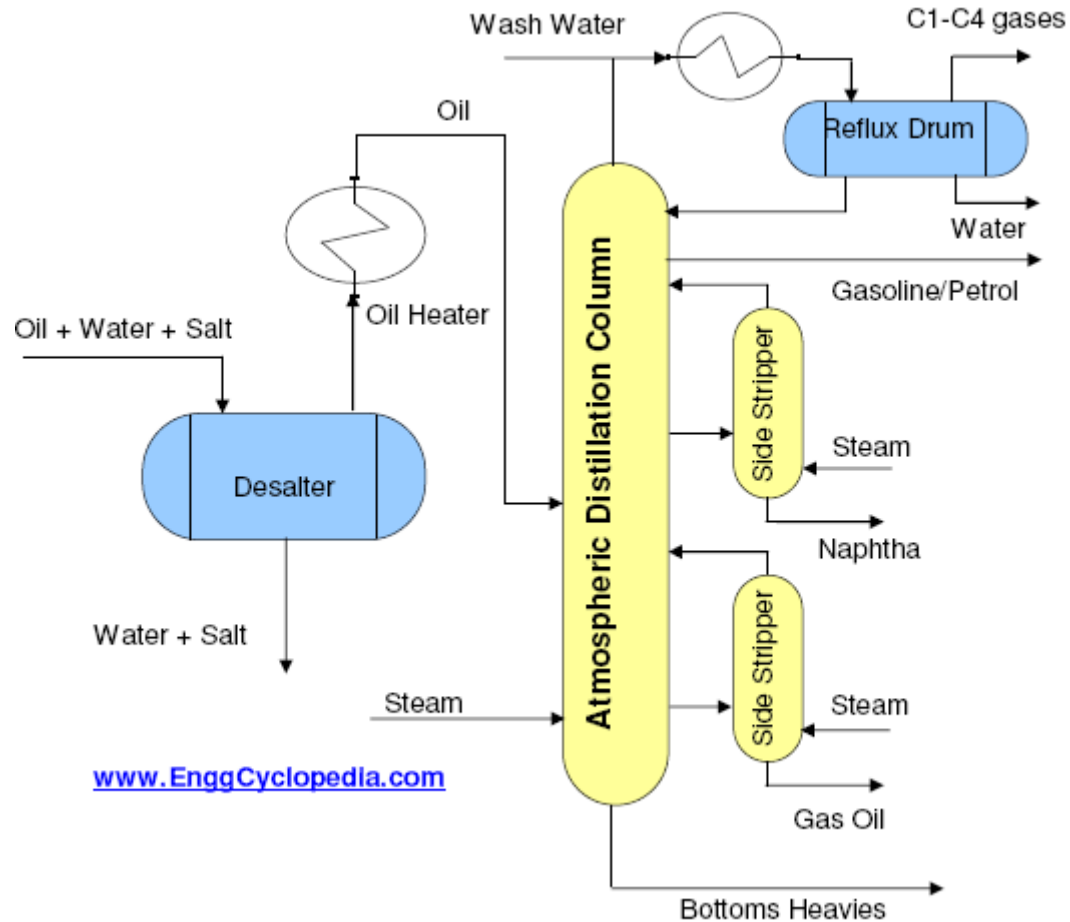 Wash Water
C1-C4 gases
Oil
Reflux Drum
Water
Gasoline/Petrol
Oil Heater
Oil + Water + Salt
Atmospheric Distillation Column
Side Stripper
Steam
Desalter
Naphtha
Water + Salt
Side Stripper
Steam
Steam
www.EnggCyclopedia.com
Gas Oil
Bottoms Heavies